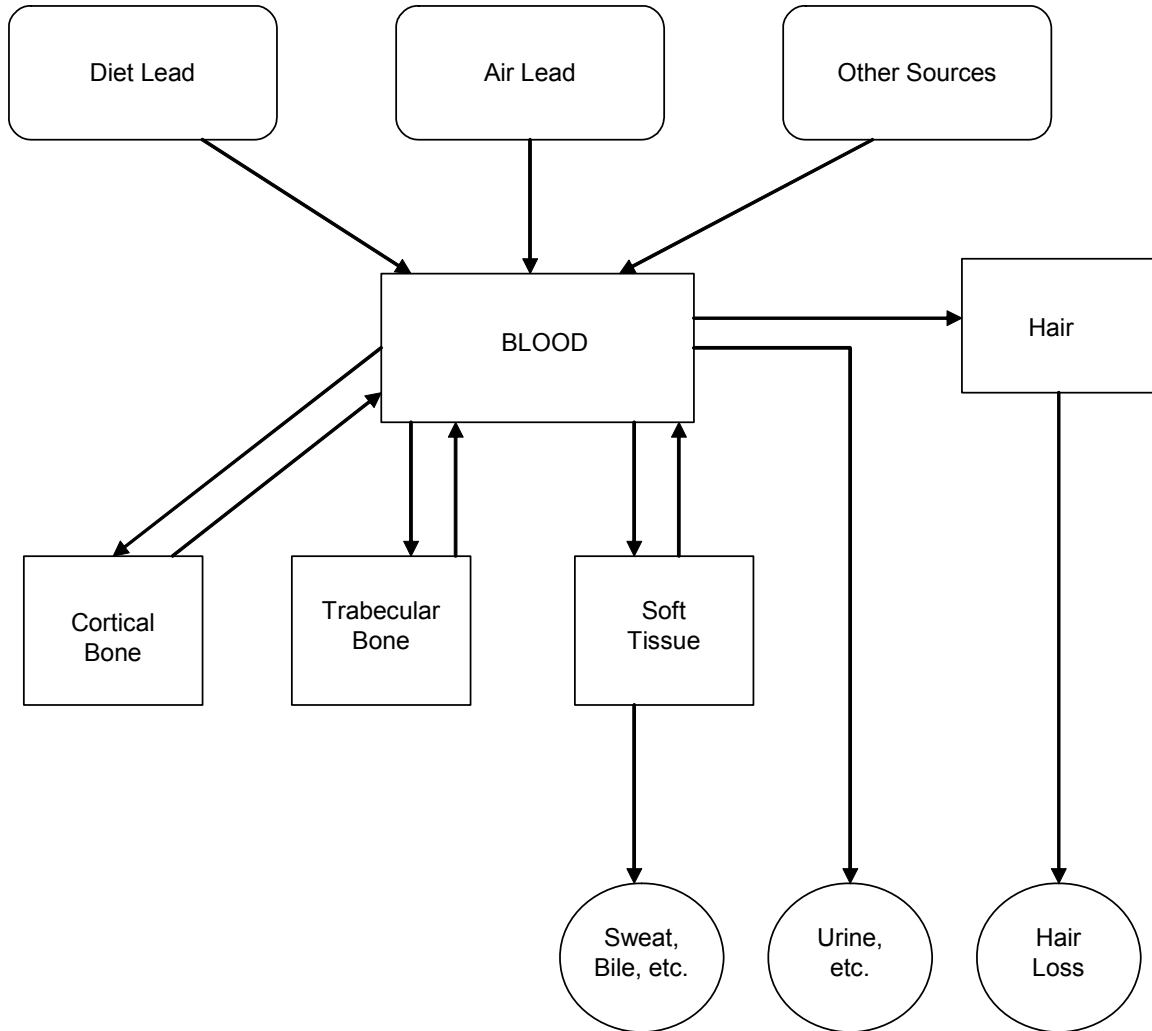 Diet Lead
Air Lead
Other Sources
BLOOD
Hair
Cortical
Bone
Trabecular
Bone
Soft
Tissue
Sweat,
Bile, etc.
Urine,
etc.
Hair
Loss